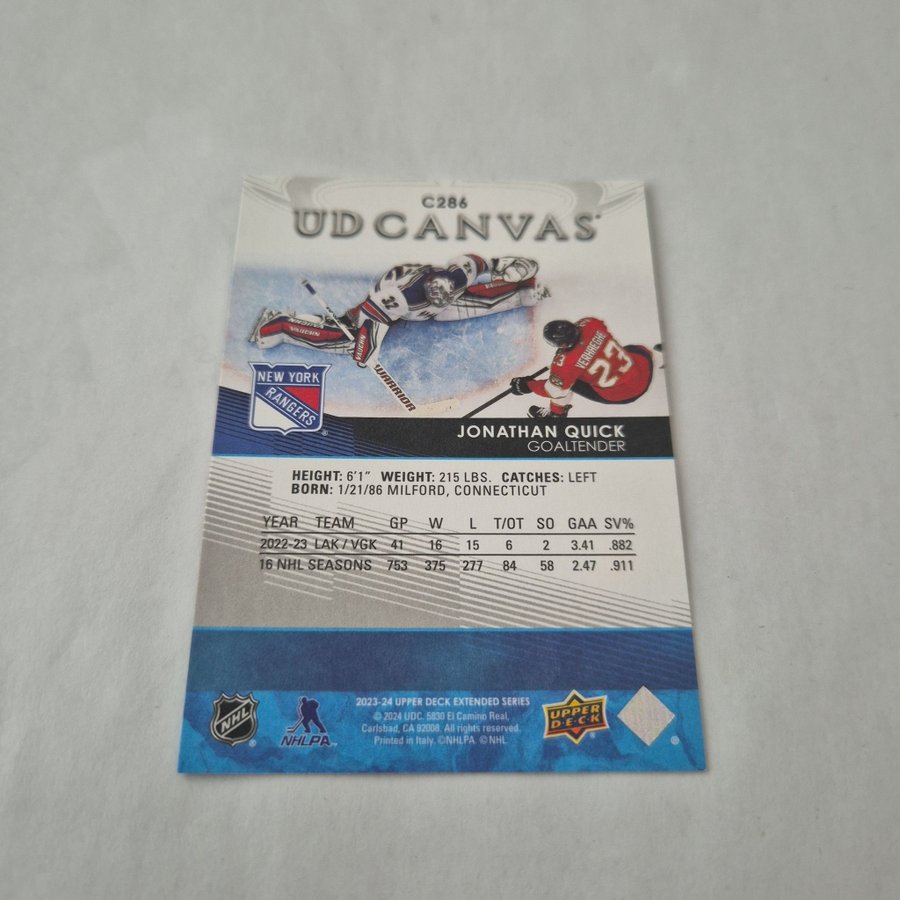 C286
UD CANVAS
32
VAUGHN
VAUGHN
VAUGHN
WARRIOR
VERHAEGHE
23
NEW YORK
RANGERS
JONATHAN QUICK
GOALTENDER
HEIGHT: 6'1" WEIGHT: 215 LBS. CATCHES: LEFT
BORN: 1/21/86 MILFORD, CONNECTICUT
YEAR TEAM GP W L T/OT SO GAA SV%
2022-23 LAK / VGK 41 16 15 6 2 3.41 .882
16 NHL SEASONS 753 375 277 84 58 2.47 .911
NHL
NHLPA
2023-24 UPPER DECK EXTENDED SERIES
© 2024 UDC. 5830 El Camino Real,
Carlsbad, CA 92008. All rights reserved.
Printed in Italy. ©NHLPA. © NHL
UPPER
DECK